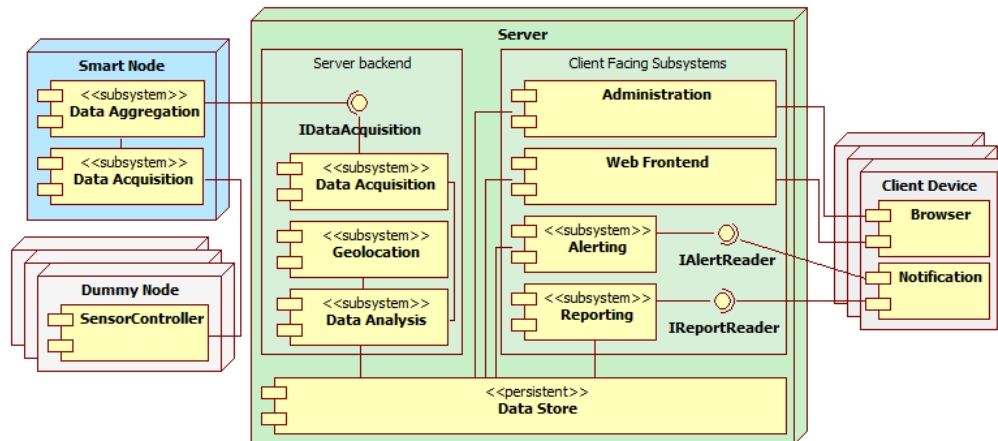 Server
Smart Node
<<subsystem>>
Data Aggregation
<<subsystem>>
Data Acquisition
Dummy Node
SensorController
Server backend
IDataAcquisition
<<subsystem>>
Data Acquisition
<<subsystem>>
Geolocation
<<subsystem>>
Data Analysis
Client Facing Subsystems
Administration
Web Frontend
<<subsystem>>
Alerting
IAlertReader
<<subsystem>>
Reporting
IReportReader
<<persistent>>
Data Store
Client Device
Browser
Notification